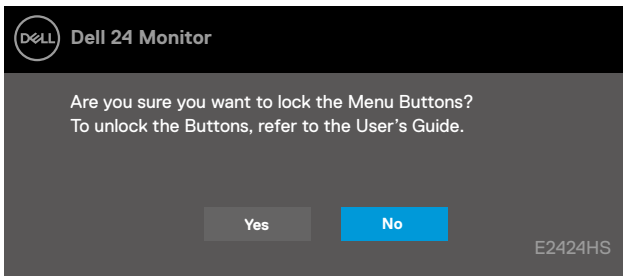 DELL Dell 24 Monitor
Are you sure you want to lock the Menu Buttons?
To unlock the Buttons, refer to the User’s Guide.
Yes No
E2424HS